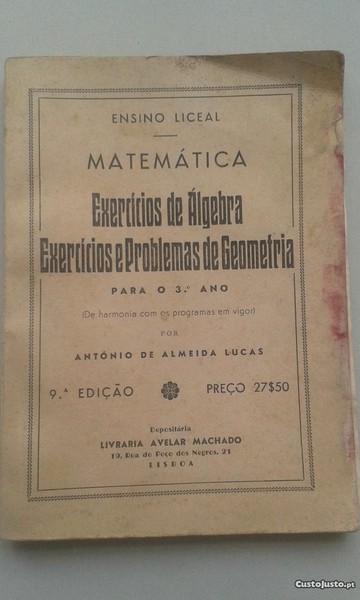 ENSINO LICEAL
MATEMÁTICA
Exercícios de Álgebra
Exercícios e Problemas de Geometria
PARA O 3.º ANO
(De harmonia com os programas em vigor)
POR
ANTÓNIO DE ALMEIDA LUCAS
9.ª EDIÇÃO PREÇO 27$50
Depositária
LIVRARIA AVELAR MACHADO
19, Rua do Poço dos Negros, 21
LISBOA
CustoJusto.pt